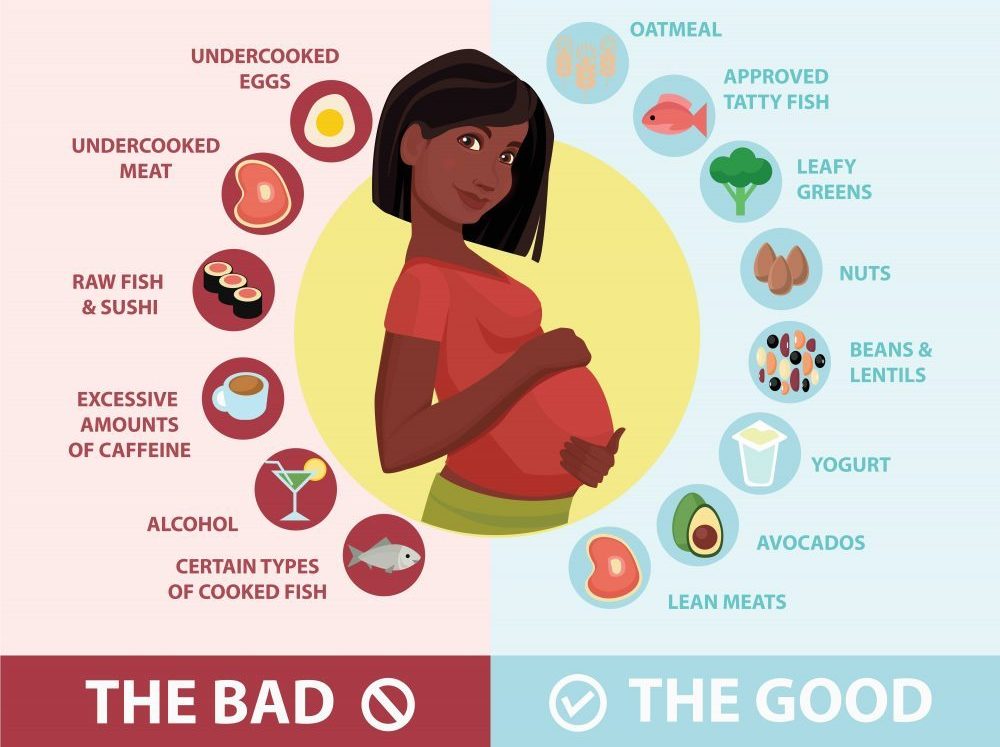 UNDERCOOKED
EGGS
UNDERCOOKED
MEAT
RAW FISH
& SUSHI
EXCESSIVE
AMOUNTS
OF CAFFEINE
ALCOHOL
CERTAIN TYPES
OF COOKED FISH
THE BAD
OATMEAL
APPROVED
TATTY FISH
LEAFY
GREENS
NUTS
BEANS &
LENTILS
YOGURT
AVOCADOS
LEAN MEATS
THE GOOD